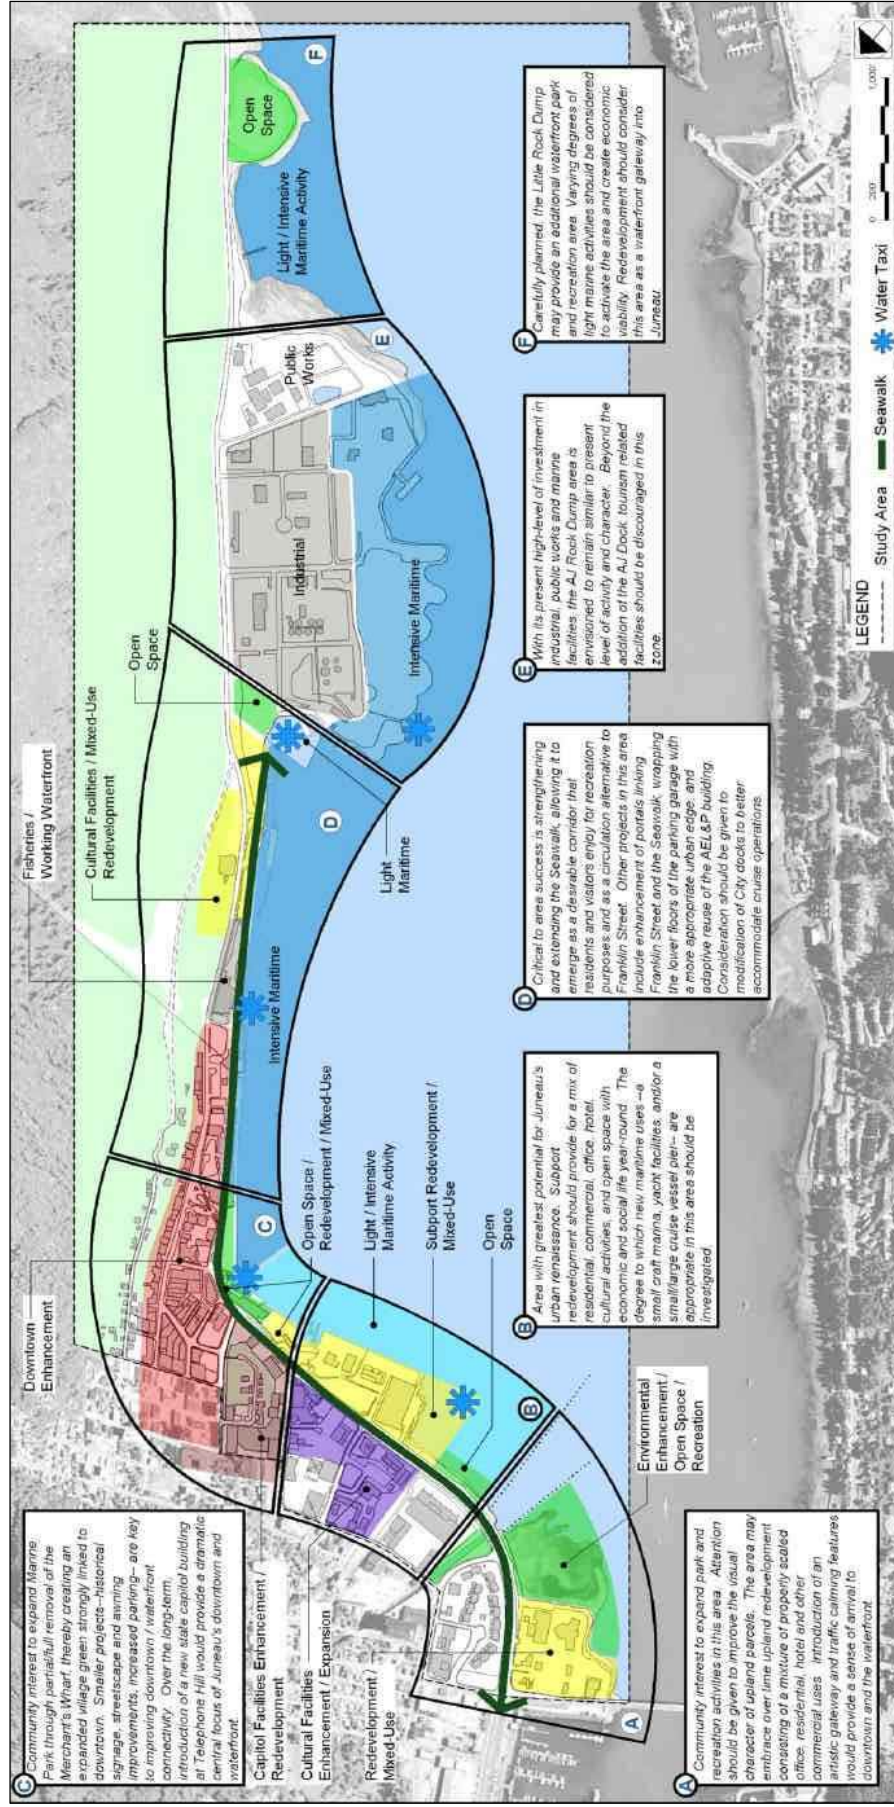 C
Community interest to expand Marine
Park through partial/full removal of the
Merchant's Wharf, thereby creating an
expanded village green strongly linked to
downtown. Smaller projects--historical
signage, streetscape and awning
improvements, increased parking-- are key
to improving downtown / waterfront
connectivity. Over the long-term,
introduction of a new state capitol building
at Telephone Hill would provide a dramatic
central focus of Juneau's downtown and
waterfront.
Capitol Facilities Enhancement /
Redevelopment
Cultural Facilities
Enhancement / Expansion
Redevelopment /
Mixed-Use
A
Community interest to expand park and
recreation activities in this area. Attention
should be given to improve the visual
character of upland parcels. The area may
embrace over time upland redevelopment
consisting of a mixture of properly scaled
office, residential, hotel and other
commercial uses. Introduction of an
artistic gateway and traffic calming features
would provide a sense of arrival to
downtown and the waterfront.
Downtown
Enhancement
Fisheries /
Working Waterfront
Cultural Facilities / Mixed-Use
Redevelopment
Open
Space
Open Space /
Redevelopment / Mixed-Use
Light / Intensive
Maritime Activity
Support Redevelopment /
Mixed-Use
Open
Space
Environmental
Enhancement /
Open Space /
Recreation
Intensive Maritime
Light
Maritime
Industrial
Intensive Maritime
Public
Works
Light / Intensive
Maritime Activity
Open
Space
A
B
C
D
E
F
B
Area with greatest potential for Juneau's
urban renaissance. Support
redevelopment should provide for a mix of
residential, commercial, office, hotel,
cultural activities, and open space with
economic and social life year-round. The
degree to which new maritime uses --a
small craft marina, yacht facilities, and/or a
small/large cruise vessel pier-- are
appropriate in this area should be
investigated.
D
Critical to area success is strengthening
and extending the Seawalk, allowing it to
emerge as a desirable corridor that
residents and visitors enjoy for recreation
purposes and as a circulation alternative to
Franklin Street. Other projects in this area
include enhancement of portals linking
Franklin Street and the Seawalk, wrapping
the lower floors of the parking garage with
a more appropriate urban edge, and
adaptive reuse of the AEL&P building.
Consideration should be given to
modification of City docks to better
accommodate cruise operations.
E
With its present high-level of investment in
industrial, public works and marine
facilities, the AJ Rock Dump area is
envisioned to remain similar to present
level of activity and character. Beyond the
addition of the AJ Dock, tourism related
facilities should be discouraged in this
zone.
F
Carefully planned, the Little Rock Dump
may provide an additional waterfront park
and recreation area. Varying degrees of
light marine activities should be considered
to activate the area and create economic
viability. Redevelopment should consider
this area as a waterfront gateway into
Juneau.
LEGEND
Study Area
Seawalk
Water Taxi
0 200' 1,000'